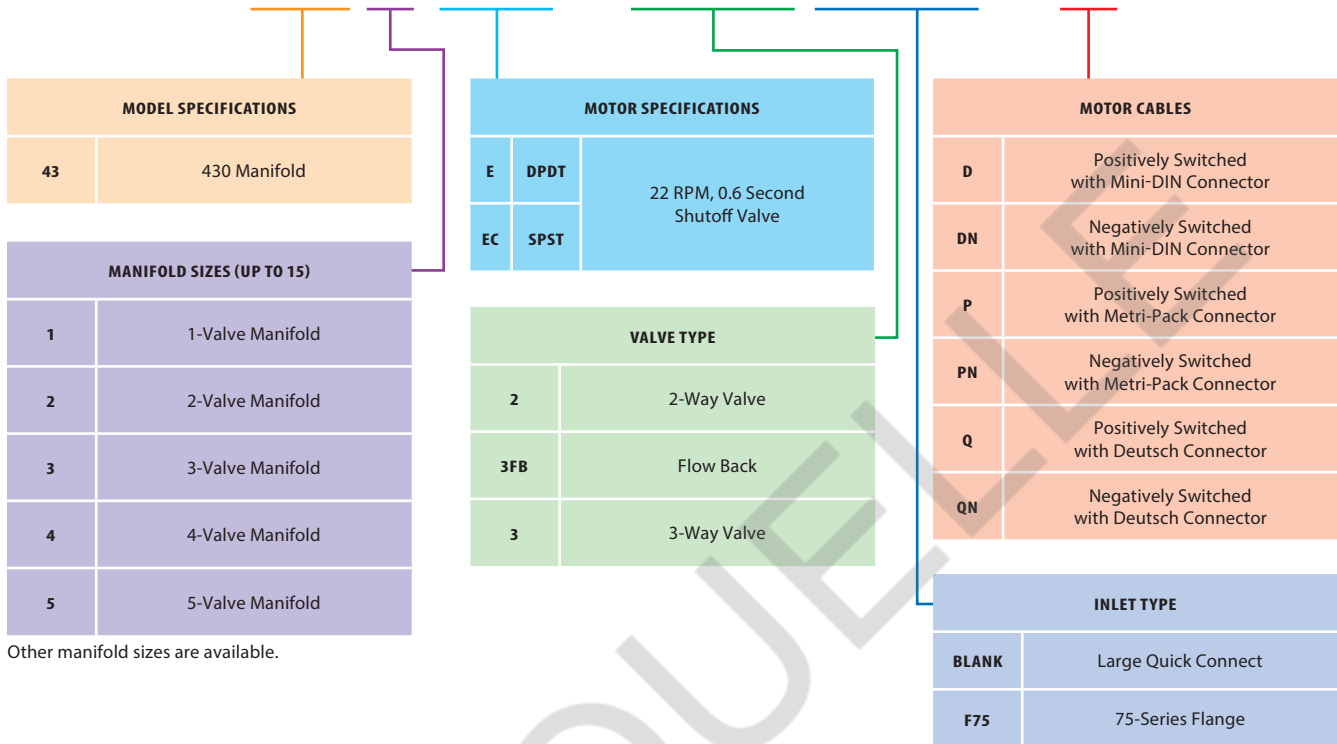 MODEL SPECIFICATIONS
43 430 Manifold
MANIFOLD SIZES (UP TO 15)
1 1-Valve Manifold
2 2-Valve Manifold
3 3-Valve Manifold
4 4-Valve Manifold
5 5-Valve Manifold
Other manifold sizes are available.
MOTOR SPECIFICATIONS
E DPDT
EC SPST
22 RPM, 0.6 Second
Shutoff Valve
VALVE TYPE
2 2-Way Valve
3FB Flow Back
3 3-Way Valve
MOTOR CABLES
D Positively Switched
with Mini-DIN Connector
DN Negatively Switched
with Mini-DIN Connector
P Positively Switched
with Metri-Pack Connector
PN Negatively Switched
with Metri-Pack Connector
Q Positively Switched
with Deutsch Connector
QN Negatively Switched
with Deutsch Connector
INLET TYPE
BLANK Large Quick Connect
F75 75-Series Flange
QUELLE